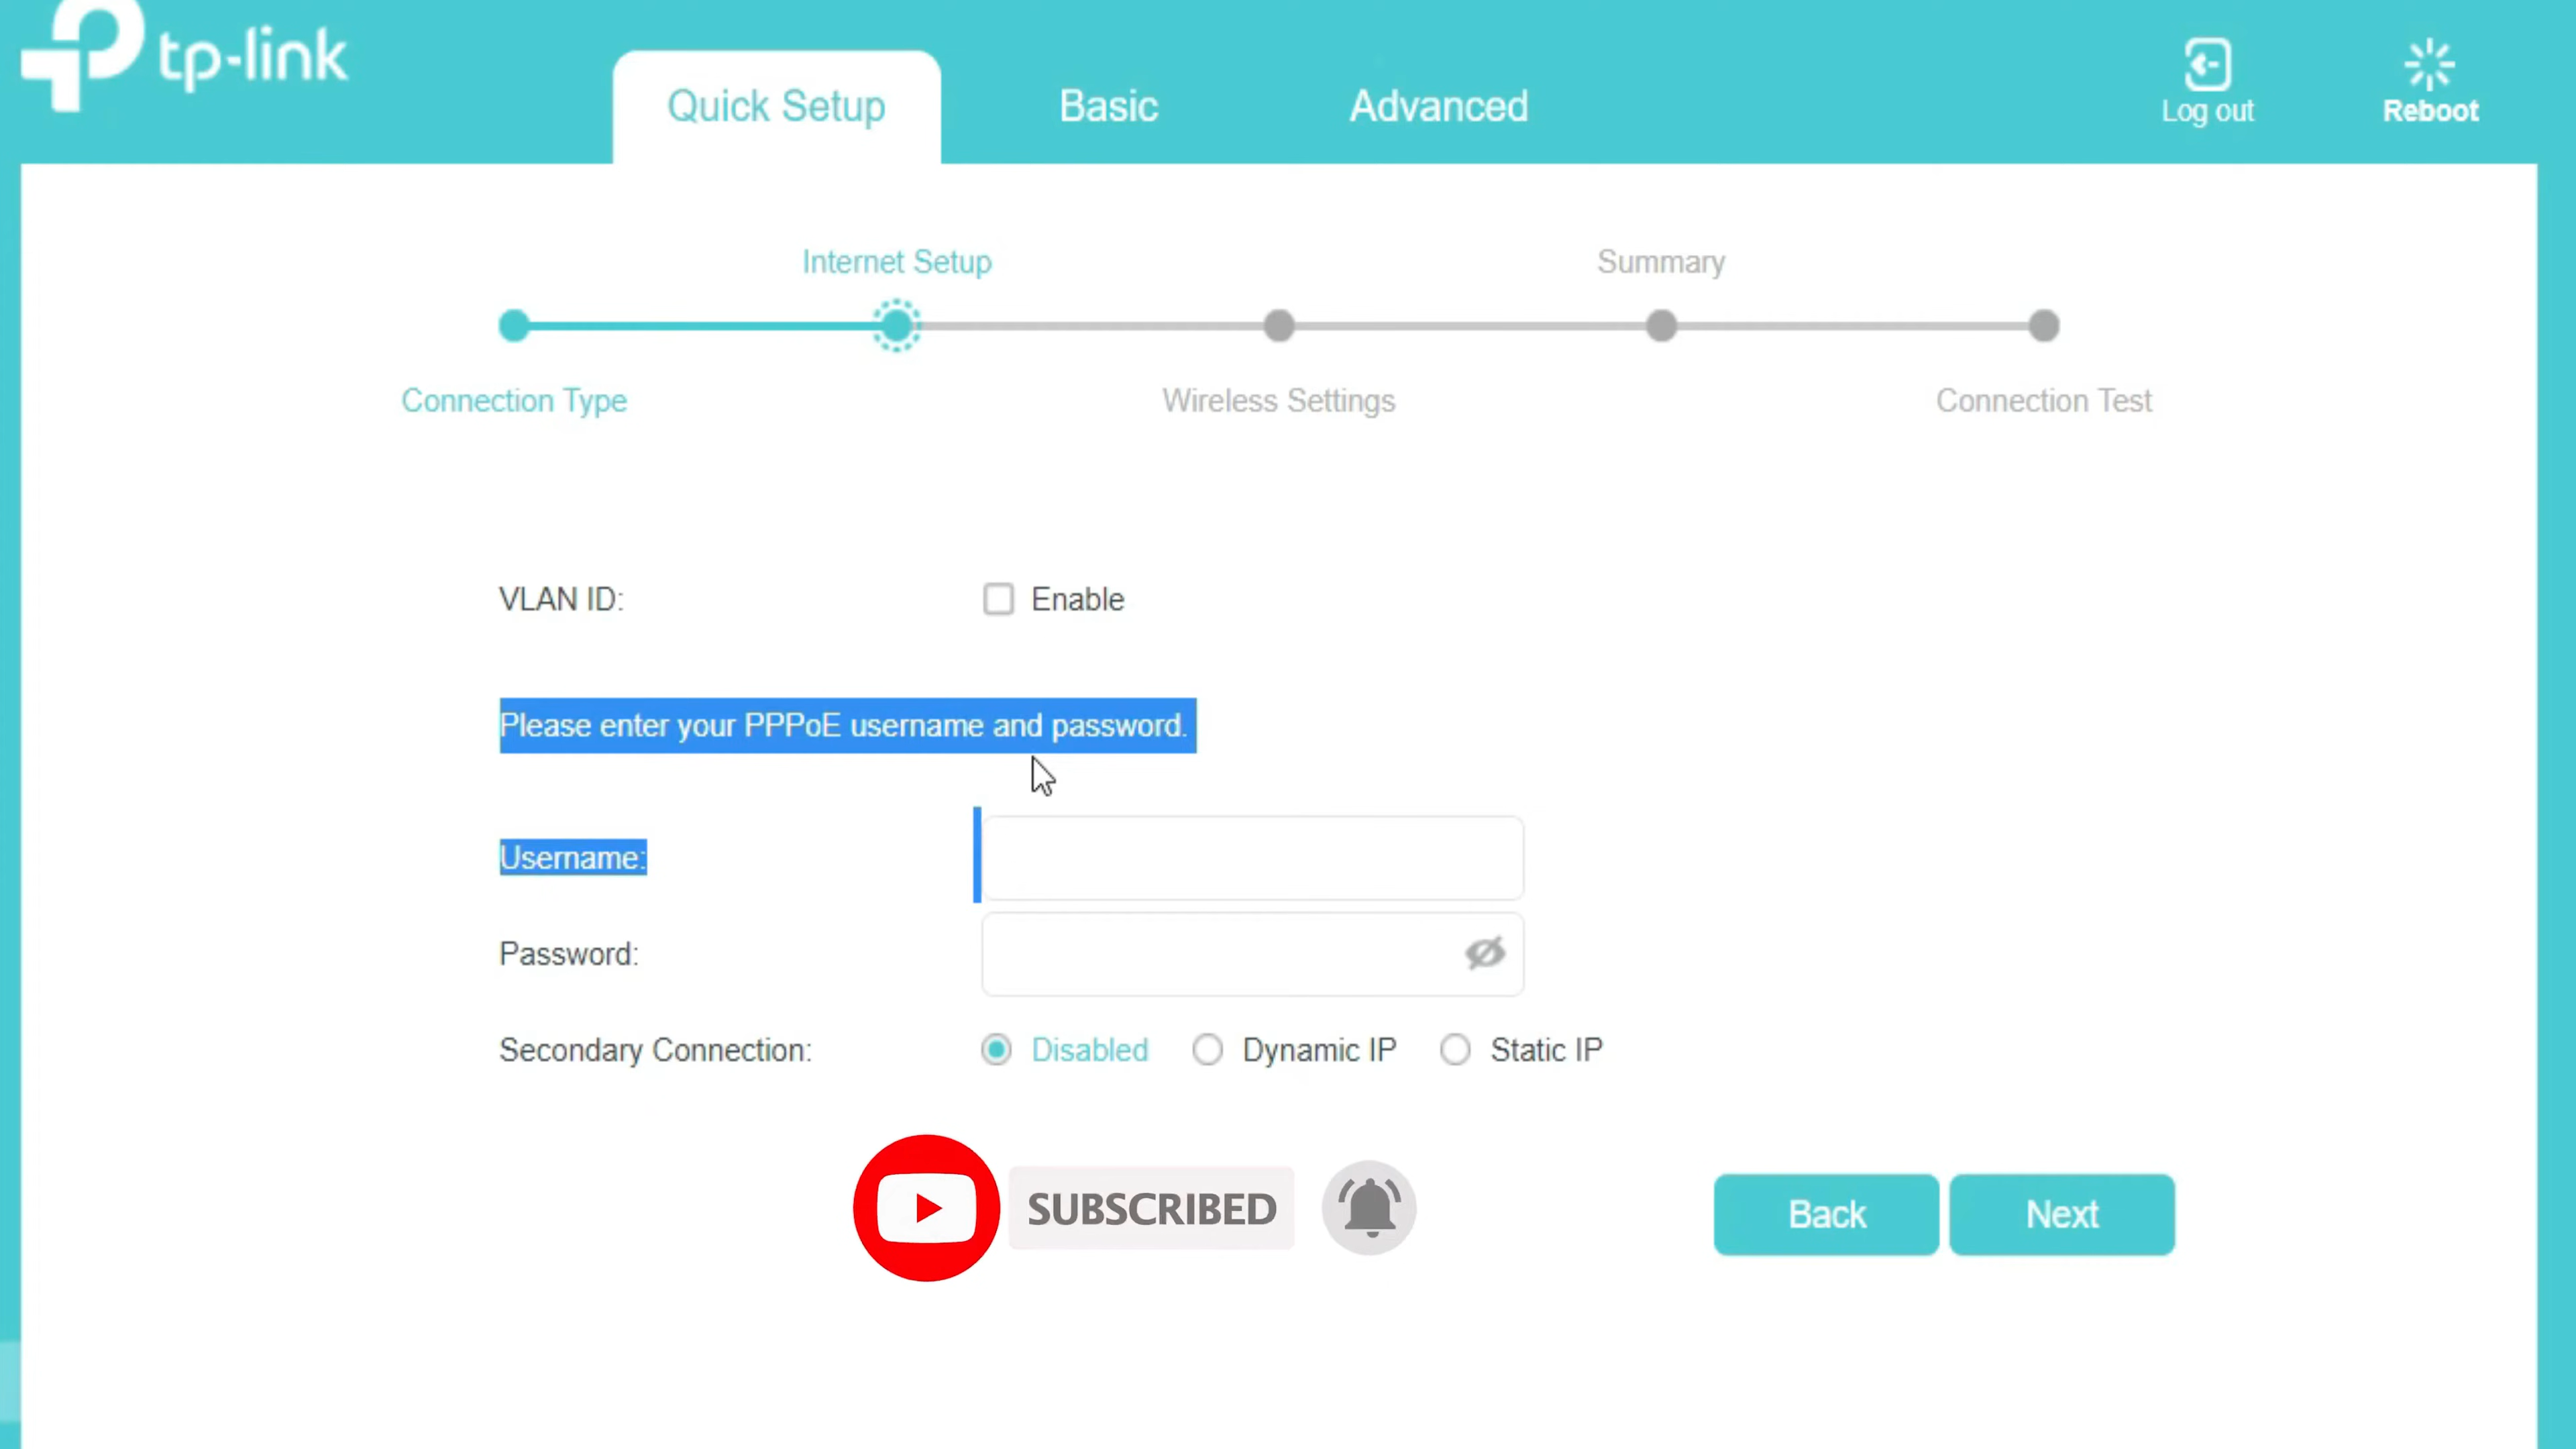 tp-link
Quick Setup
Basic
Advanced
Log out
Reboot
Internet Setup
Summary
Connection Type
Wireless Settings
Connection Test
VLAN ID:
Enable
Please enter your PPPoE username and password.
Username:
Password:
Secondary Connection:
Disabled
Dynamic IP
Static IP
SUBSCRIBED
Back
Next